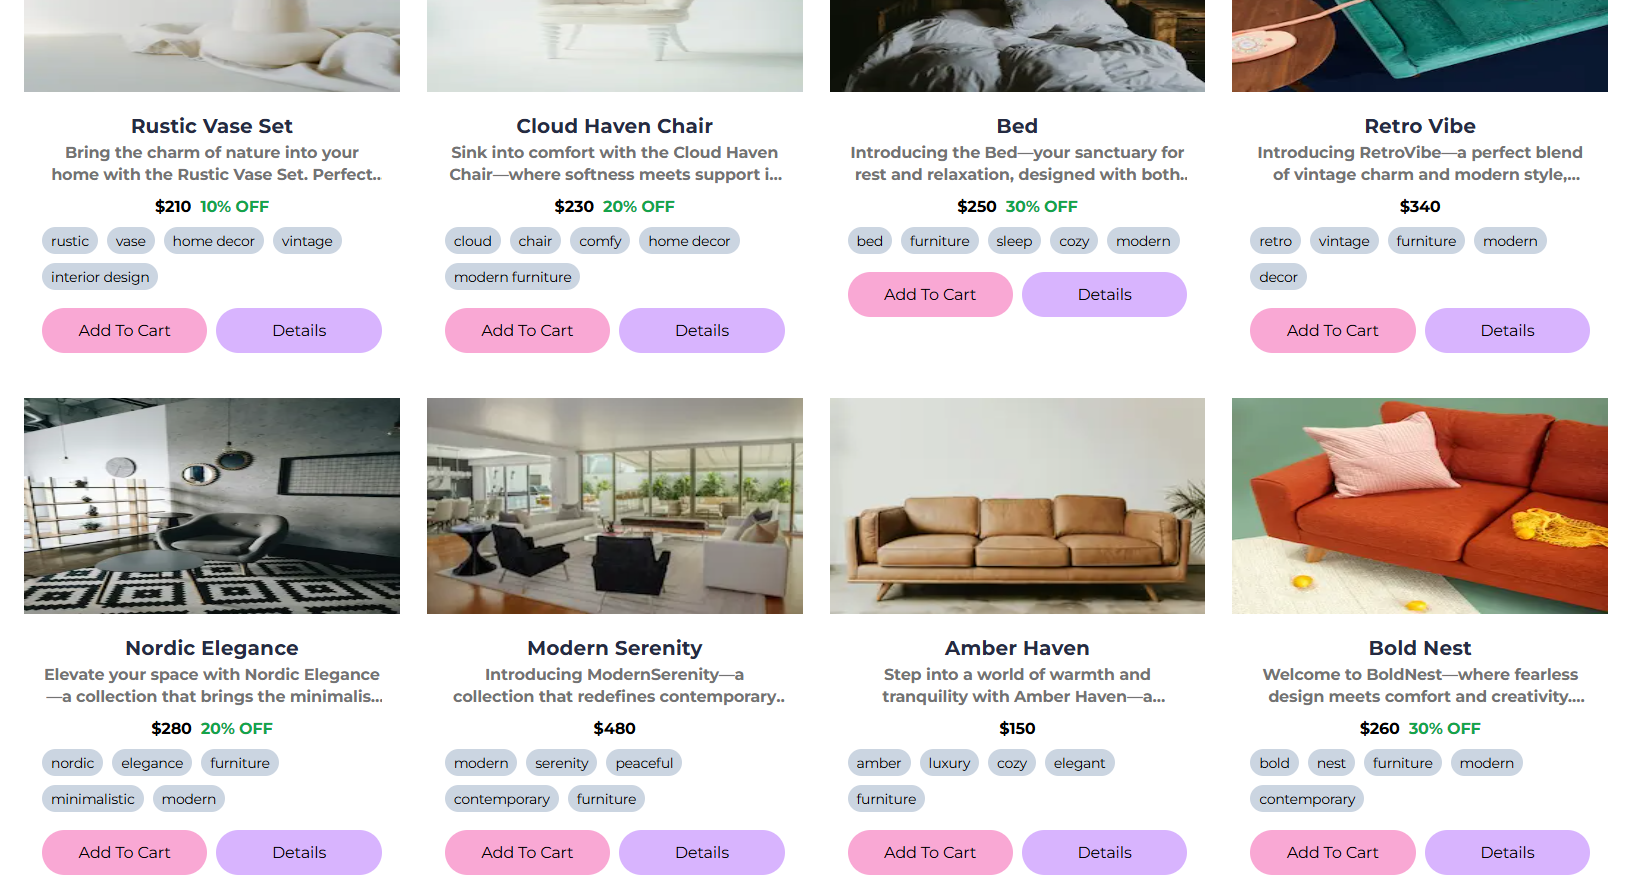 Rustic Vase Set
Bring the charm of nature into your
home with the Rustic Vase Set. Perfect..
$210 10% OFF
rustic vase home decor vintage
interior design
Add To Cart Details
Cloud Haven Chair
Sink into comfort with the Cloud Haven
Chair—where softness meets support i...
$230 20% OFF
cloud chair comfy home decor
modern furniture
Add To Cart Details
Bed
Introducing the Bed—your sanctuary for
rest and relaxation, designed with both..
$250 30% OFF
bed furniture sleep cozy modern
Add To Cart Details
Retro Vibe
Introducing RetroVibe—a perfect blend
of vintage charm and modern style,...
$340
retro vintage furniture modern
decor
Add To Cart Details
Nordic Elegance
Elevate your space with Nordic Elegance
—a collection that brings the minimalis...
$280 20% OFF
nordic elegance furniture
minimalistic modern
Add To Cart Details
Modern Serenity
Introducing ModernSerenity—a
collection that redefines contemporary..
$480
modern serenity peaceful
contemporary furniture
Add To Cart Details
Amber Haven
Step into a world of warmth and
tranquility with Amber Haven—a...
$150
amber luxury cozy elegant
furniture
Add To Cart Details
Bold Nest
Welcome to BoldNest—where fearless
design meets comfort and creativity....
$260 30% OFF
bold nest furniture modern
contemporary
Add To Cart Details